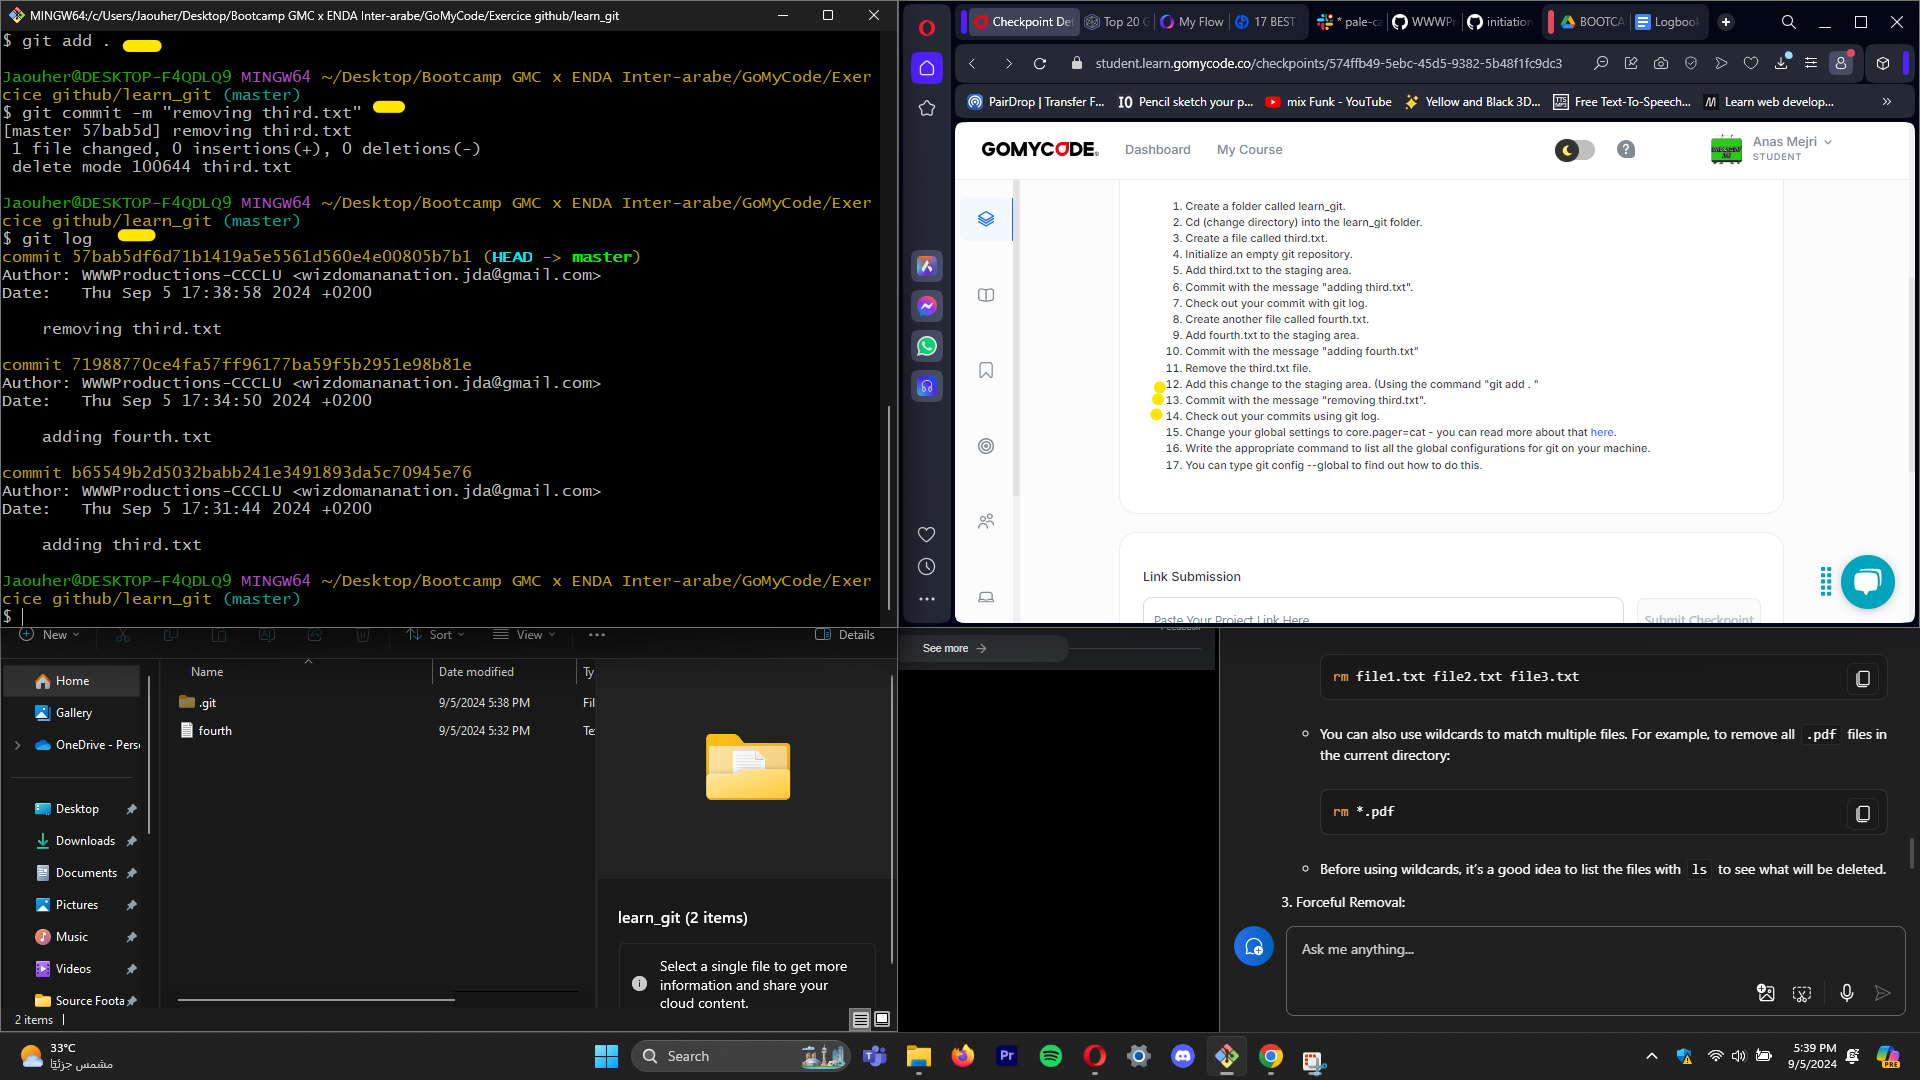 MINGW64:/c/Users/Jaouher/Desktop/Bootcamp GMC x ENDA Inter-arabe/GoMyCode/Exercice github/learn_git
$ git add .
Jaouher@DESKTOP-F4QDLQ9 MINGW64 ~/Desktop/Bootcamp GMC x ENDA Inter-arabe/GoMyCode/Exer
cice github/learn_git (master)
$ git commit -m "removing third.txt"
[master 57bab5d] removing third.txt
1 file changed, 0 insertions(+), 0 deletions(-)
delete mode 100644 third.txt
Jaouher@DESKTOP-F4QDLQ9 MINGW64 ~/Desktop/Bootcamp GMC x ENDA Inter-arabe/GoMyCode/Exer
cice github/learn_git (master)
$ git log
commit 57bab5df6d71b1419a5e5561d560e4e00805b7b1 (HEAD -> master)
Author: WWWProductions-CCCLU <wizdomananation.jda@gmail.com>
Date:   Thu Sep 5 17:38:58 2024 +0200
removing third.txt
commit 71988770ce4fa57ff96177ba59f5b2951e98b81e
Author: WWWProductions-CCCLU <wizdomananation.jda@gmail.com>
Date:   Thu Sep 5 17:34:50 2024 +0200
adding fourth.txt
commit b65549b2d5032babb241e3491893da5c70945e76
Author: WWWProductions-CCCLU <wizdomananation.jda@gmail.com>
Date:   Thu Sep 5 17:31:44 2024 +0200
adding third.txt
Jaouher@DESKTOP-F4QDLQ9 MINGW64 ~/Desktop/Bootcamp GMC x ENDA Inter-arabe/GoMyCode/Exer
cice github/learn_git (master)
$
Checkpoint Det
Top 20 G
My Flow
17 BEST
* pale-ca
WWWPr
initiation
BOOTCA
Logbook
student.learn.gomycode.co/checkpoints/574ffb49-5ebc-45d5-9382-5b48f1fc9dc3
PairDrop | Transfer F...
Pencil sketch your p...
mix Funk - YouTube
Yellow and Black 3D...
Free Text-To-Speech...
Learn web develop...
GOMYCODE
Dashboard
My Course
Anas Mejri
STUDENT
1. Create a folder called learn_git.
2. Cd (change directory) into the learn_git folder.
3. Create a file called third.txt.
4. Initialize an empty git repository.
5. Add third.txt to the staging area.
6. Commit with the message "adding third.txt".
7. Check out your commit with git log.
8. Create another file called fourth.txt.
9. Add fourth.txt to the staging area.
10. Commit with the message "adding fourth.txt"
11. Remove the third.txt file.
12. Add this change to the staging area. (Using the command "git add . "
13. Commit with the message "removing third.txt".
14. Check out your commits using git log.
15. Change your global settings to core.pager=cat - you can read more about that here.
16. Write the appropriate command to list all the global configurations for git on your machine.
17. You can type git config --global to find out how to do this.
Link Submission
Paste Your Project Link Here
Submit Checkpoint
New
Sort
View
Details
Home
Gallery
OneDrive - Pers
Desktop
Downloads
Documents
Pictures
Music
Videos
Source Foota
Name
Date modified
Ty
.git
9/5/2024 5:38 PM
Fil
fourth
9/5/2024 5:32 PM
Te
learn_git (2 items)
Select a single file to get more
information and share your
cloud content.
2 items
See more
rm file1.txt file2.txt file3.txt
You can also use wildcards to match multiple files. For example, to remove all .pdf files in
the current directory:
rm *.pdf
Before using wildcards, it's a good idea to list the files with ls to see what will be deleted.
3. Forceful Removal:
Ask me anything...
33°C
مشمس جزئيًا
Search
5:39 PM
9/5/2024